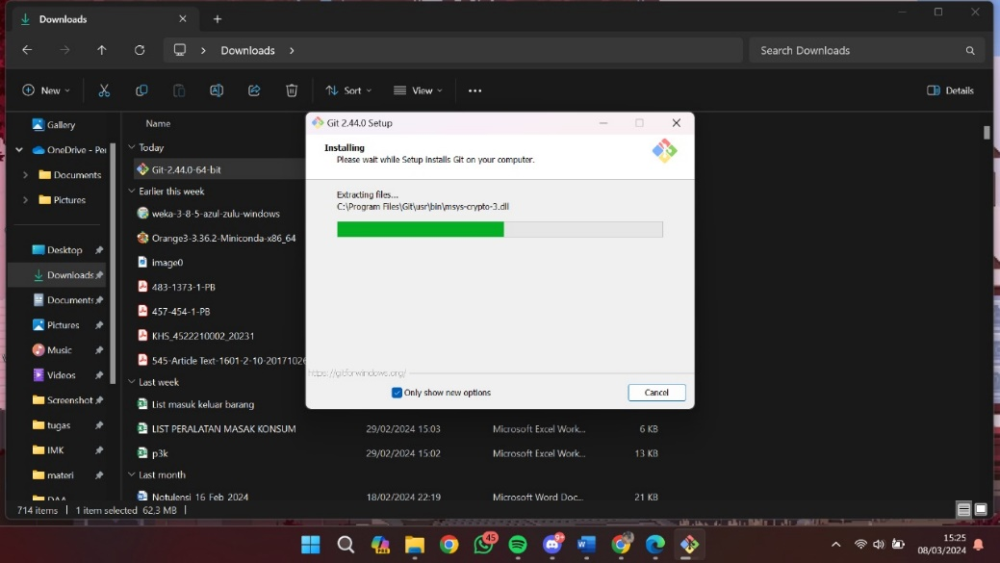 Downloads
Downloads
Search Downloads
New
Sort
View
Details
Gallery
OneDrive - Per
Documents
Pictures
Desktop
Downloads
Documents
Pictures
Music
Videos
Screenshot
tugas
IMK
materi
DAA
Name
Today
Git-2.44.0-64-bit
Earlier this week
weka-3-8-5-azul-zulu-windows
Orange3-3.36.2-Miniconda-x86_64
image0
483-1373-1-PB
457-454-1-PB
KHS_4522210002_20231
545-Article Text-1601-2-10-20171026
Last week
List masuk keluar barang
LIST PERALATAN MASAK KONSUM 29/02/2024 15:03 Microsoft Excel Work... 6 KB
p3k 29/02/2024 15:02 Microsoft Excel Work... 13 KB
Last month
Notulensi 16 Feb 2024 18/02/2024 22:19 Microsoft Word Doc... 21 KB
714 items 1 item selected 62,3 MB
Git 2.44.0 Setup
Installing
Please wait while Setup installs Git on your computer.
Extracting files...
C:\Program Files\Git\usr\bin\msys-crypto-3.dll
https://gitforwindows.org/
Only show new options
Cancel
45
9+
15:25
08/03/2024